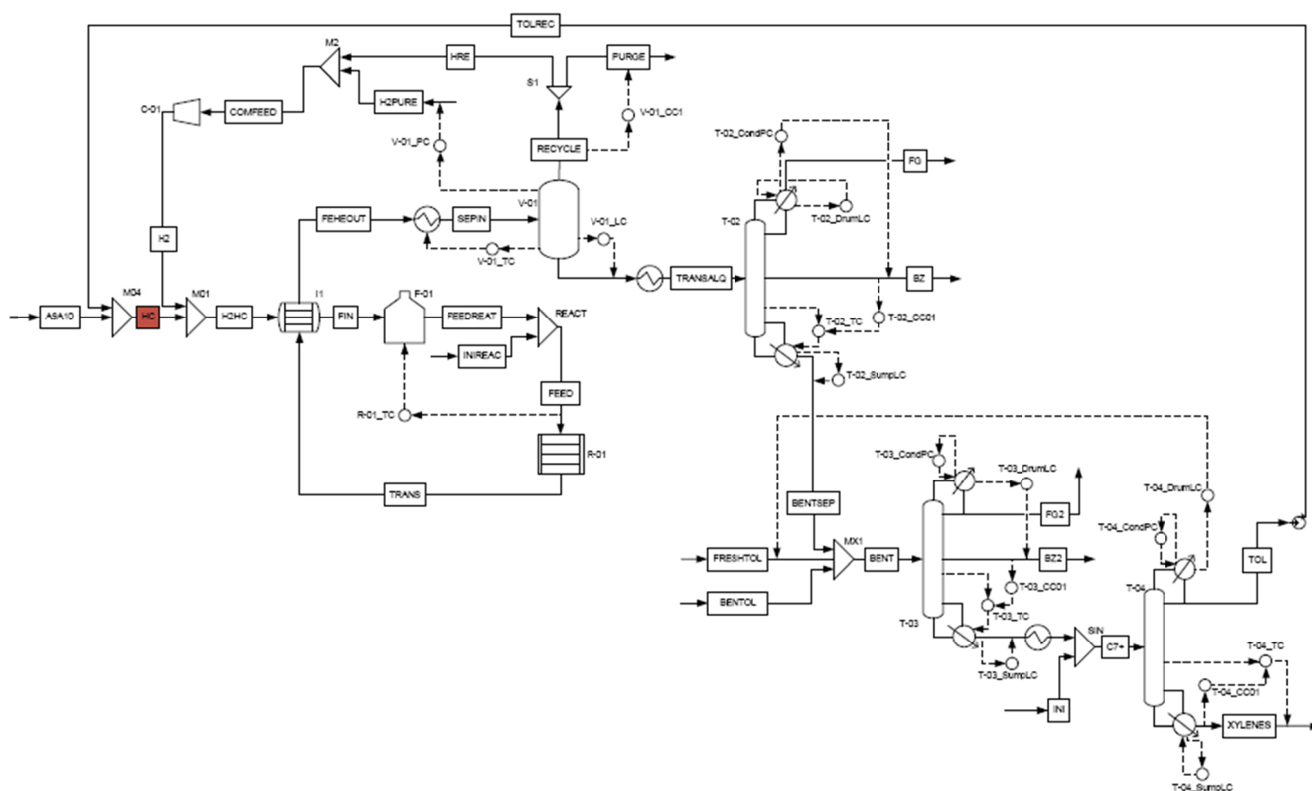 TOLREC
M2
HRE
PURGE
S1
C-01
COMFEED
H2PURE
V-01_CC1
V-01_PC
RECYCLE
T-02_CondPC
FG
V-01
FEHEOUT
SEPIN
V-01_LC
T-02
T-02_DrumLC
H2
V-01_TC
TRANSALQ
BZ
M04
M01
I1
F-01
ASA10
HC
H2HC
FIN
FEEDREAT
REACT
T-02_TC
T-02_CC01
INIREAC
T-02_SumpLC
FEED
R-01_TC
R-01
T-03_CondPC
T-03_DrumLC
T-04_DrumLC
TRANS
BENTSEP
FG2
T-04_CondPC
MX1
FRESHTOL
BENT
BZ2
TOL
T-03_CC01
T-04
BENTOL
T-03_TC
T-03
SIN
C7+
T-04_TC
T-03_SumpLC
T-04_CC01
INI
XYLENES
T-04_SumpLC